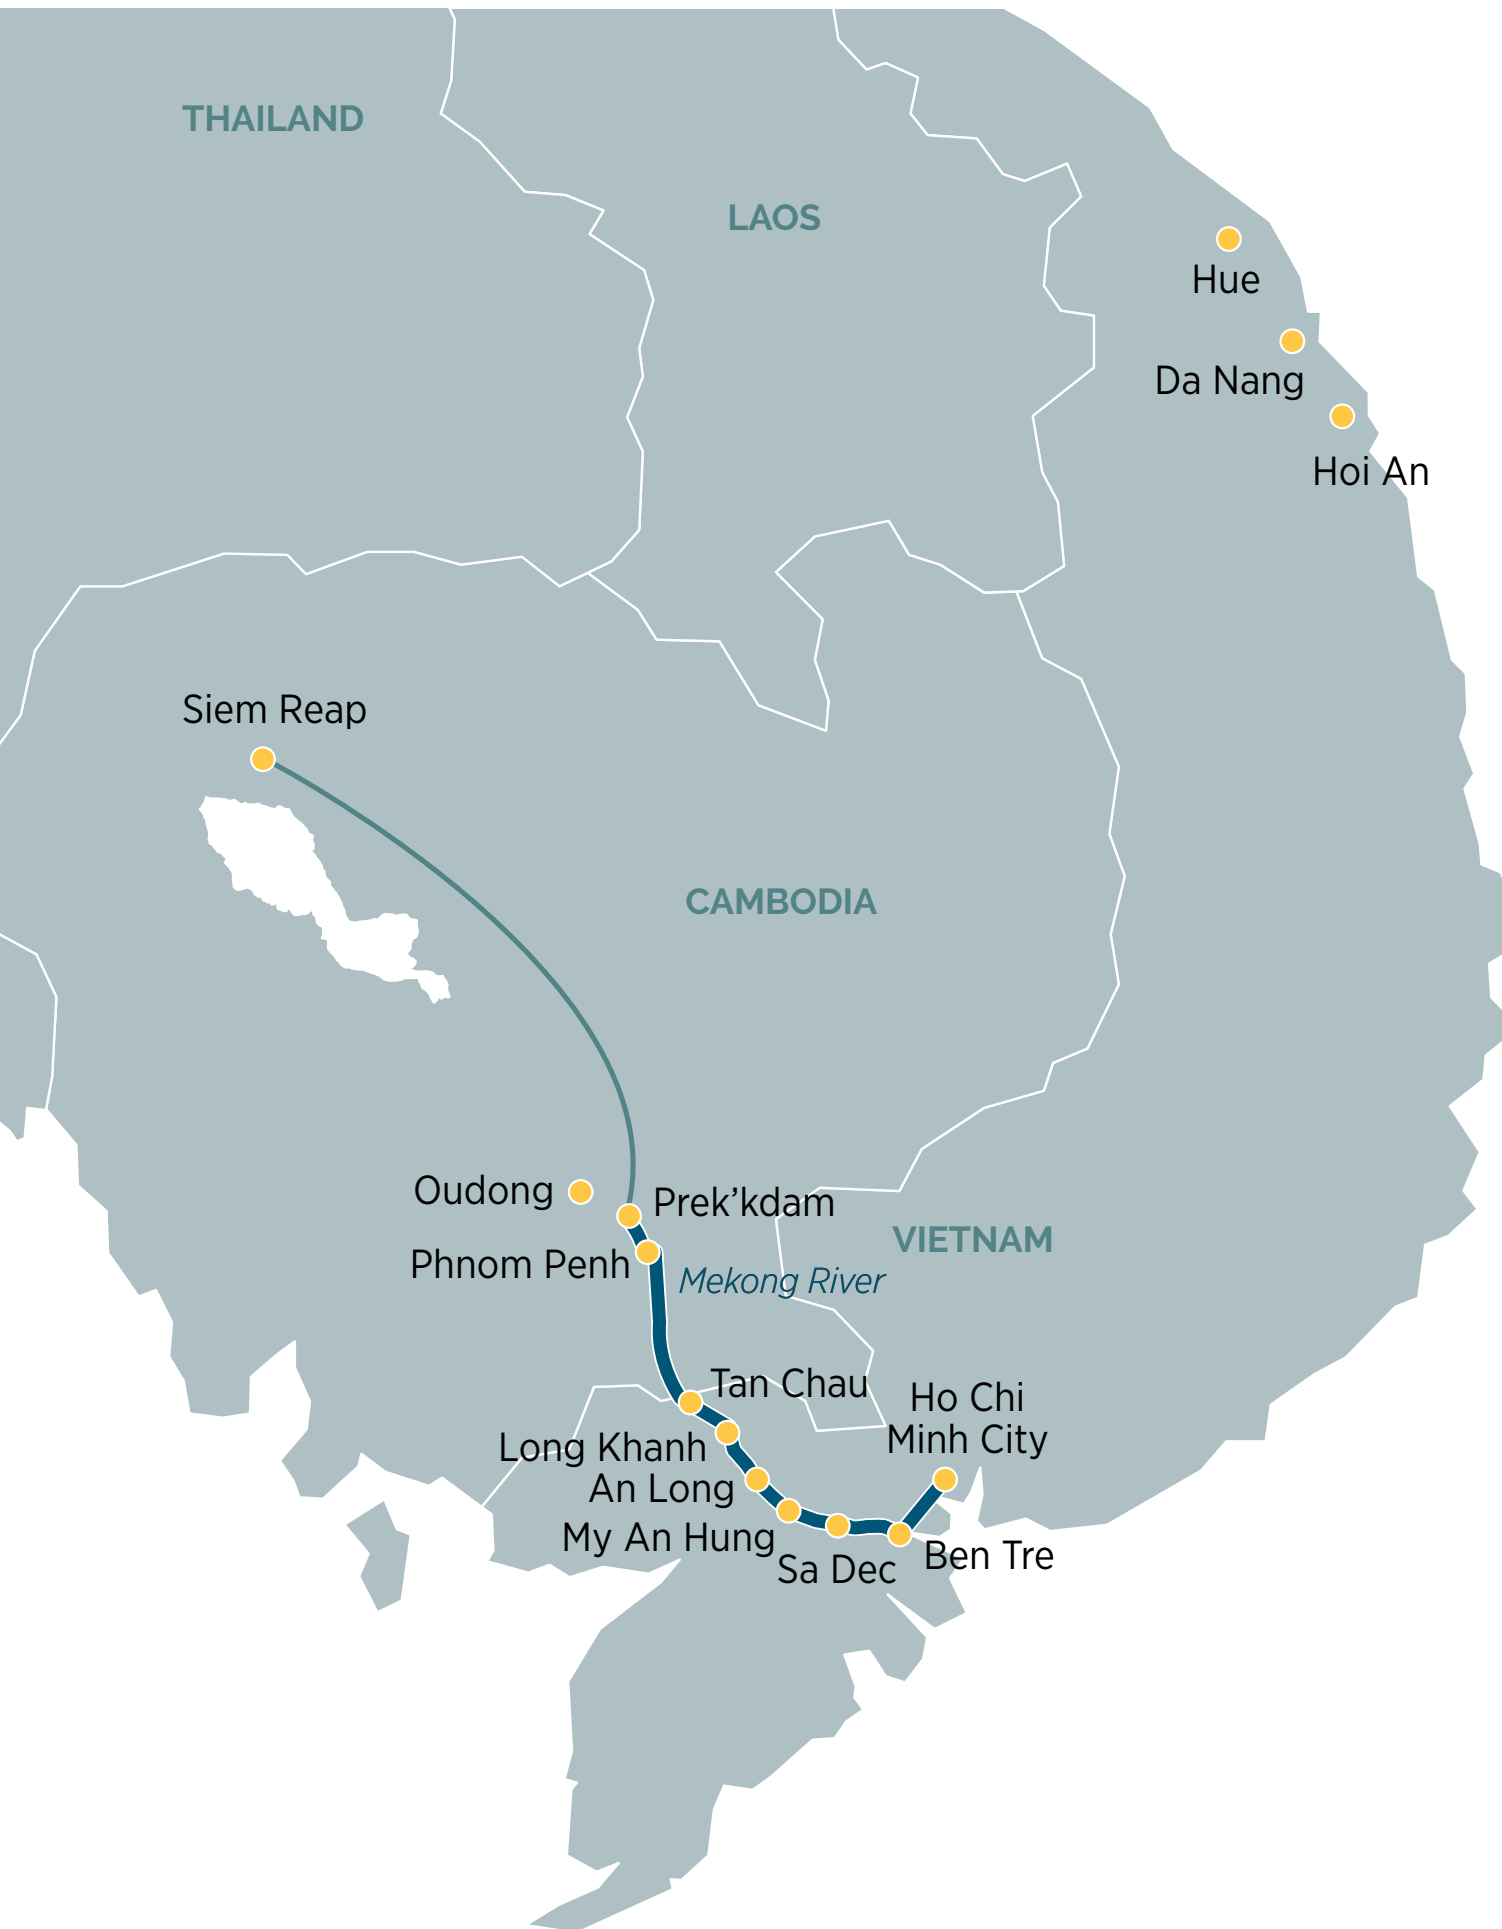 THAILAND
LAOS
Hue
Da Nang
Hoi An
Siem Reap
CAMBODIA
Oudong
Prek’kdam
Phnom Penh
VIETNAM
Mekong River
Tan Chau
Ho Chi
Minh City
Long Khanh
An Long
My An Hung
Sa Dec
Ben Tre